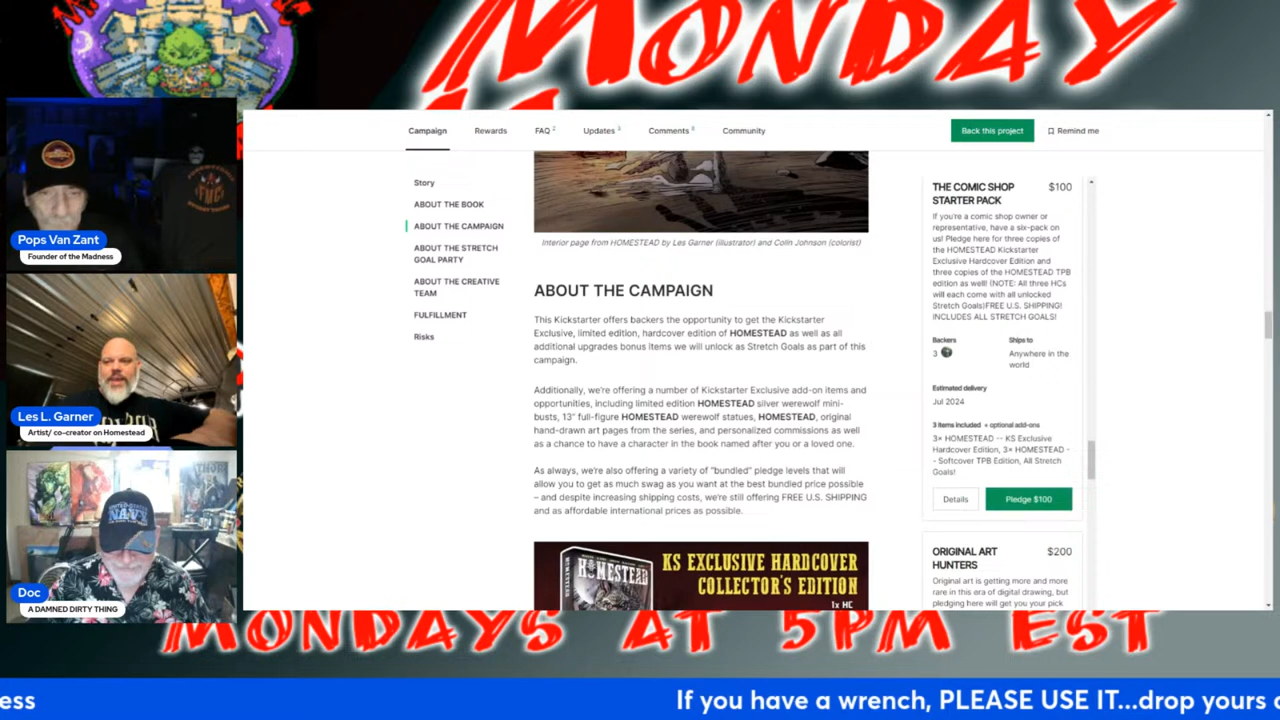 MONDAY
Campaign
Rewards
FAQ 2
Updates
Comments
Community
Back this project
Remind me
Story
ABOUT THE BOOK
ABOUT THE CAMPAIGN
ABOUT THE STRETCH
GOAL PARTY
ABOUT THE CREATIVE
TEAM
FULFILLMENT
Risks
Interior page from HOMESTEAD by Les Garner (illustrator) and Colin Johnson (colorist)
ABOUT THE CAMPAIGN
This Kickstarter offers backers the opportunity to get the Kickstarter
Exclusive, limited edition, hardcover edition of HOMESTEAD as well as all
additional upgrades bonus items we will unlock as Stretch Goals as part of this
campaign.
Additionally, we're offering a number of Kickstarter Exclusive add-on items and
opportunities, including limited edition HOMESTEAD silver werewolf mini-
busts, 13" full-figure HOMESTEAD werewolf statues, HOMESTEAD, original
hand-drawn art pages from the series, and personalized commissions as well
as a chance to have a character in the book named after you or a loved one.
As always, we're also offering a variety of "bundled" pledge levels that will
allow you to get as much swag as you want at the best bundled price possible
– and despite increasing shipping costs, we're still offering FREE U.S. SHIPPING
and as affordable international prices as possible.
HOMESTEAD
KS EXCLUSIVE HARDCOVER
COLLECTOR'S EDITION
1x HC
THE COMIC SHOP
STARTER PACK
$100
If you're a comic shop owner or
representative, have a six-pack on
us! Pledge here for three copies of
the HOMESTEAD Kickstarter
Exclusive Hardcover Edition and
three copies of the HOMESTEAD TPB
edition as well! (NOTE: All three HCs
will each come with all unlocked
Stretch Goals)FREE U.S. SHIPPING!
INCLUDES ALL STRETCH GOALS!
Backers
3
Ships to
Anywhere in the
world
Estimated delivery
Jul 2024
3 items included + optional add-ons
3× HOMESTEAD -- KS Exclusive
Hardcover Edition, 3× HOMESTEAD -
- Softcover TPB Edition, All Stretch
Goals!
Details
Pledge $100
ORIGINAL ART
HUNTERS
$200
Original art is getting more and more
rare in this era of digital drawing, but
pledging here will get you your pick
Pops Van Zant
Founder of the Madness
Les L. Garner
Artist/ co-creator on Homestead
THOR
NAVY
Doc
A DAMNED DIRTY THING
MONDAYS AT 5PM EST
ess
If you have a wrench, PLEASE USE IT...drop yours